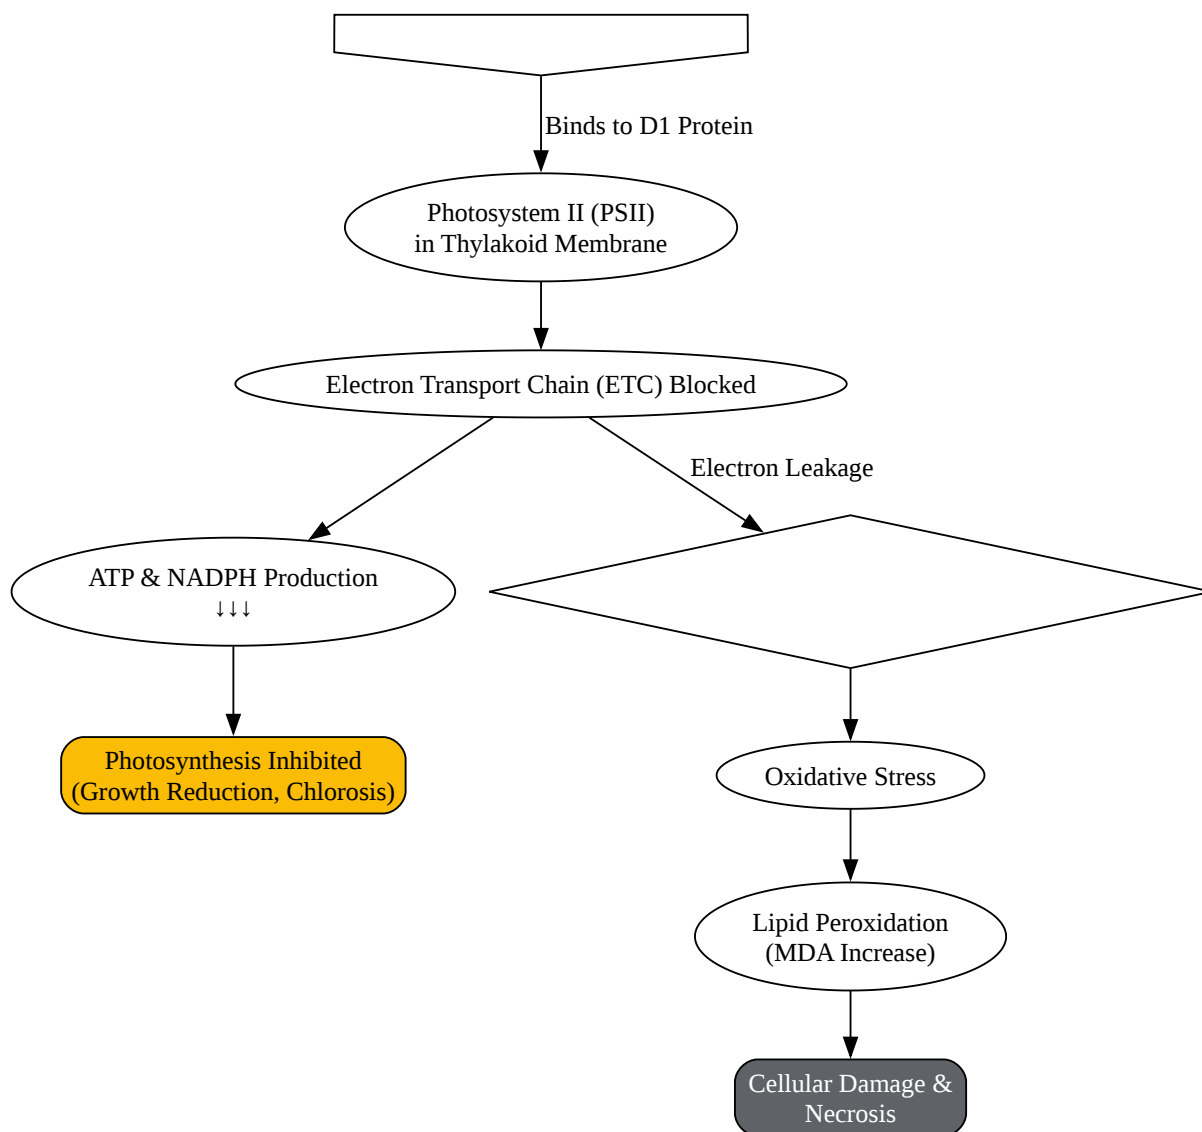 Binds to D1 Protein
Photosystem II (PSII)
in Thylakoid Membrane
Electron Transport Chain (ETC) Blocked
Electron Leakage
ATP & NADPH Production
↓↓↓
Photosynthesis Inhibited
(Growth Reduction, Chlorosis)
Oxidative Stress
Lipid Peroxidation
(MDA Increase)
Cellular Damage &
Necrosis